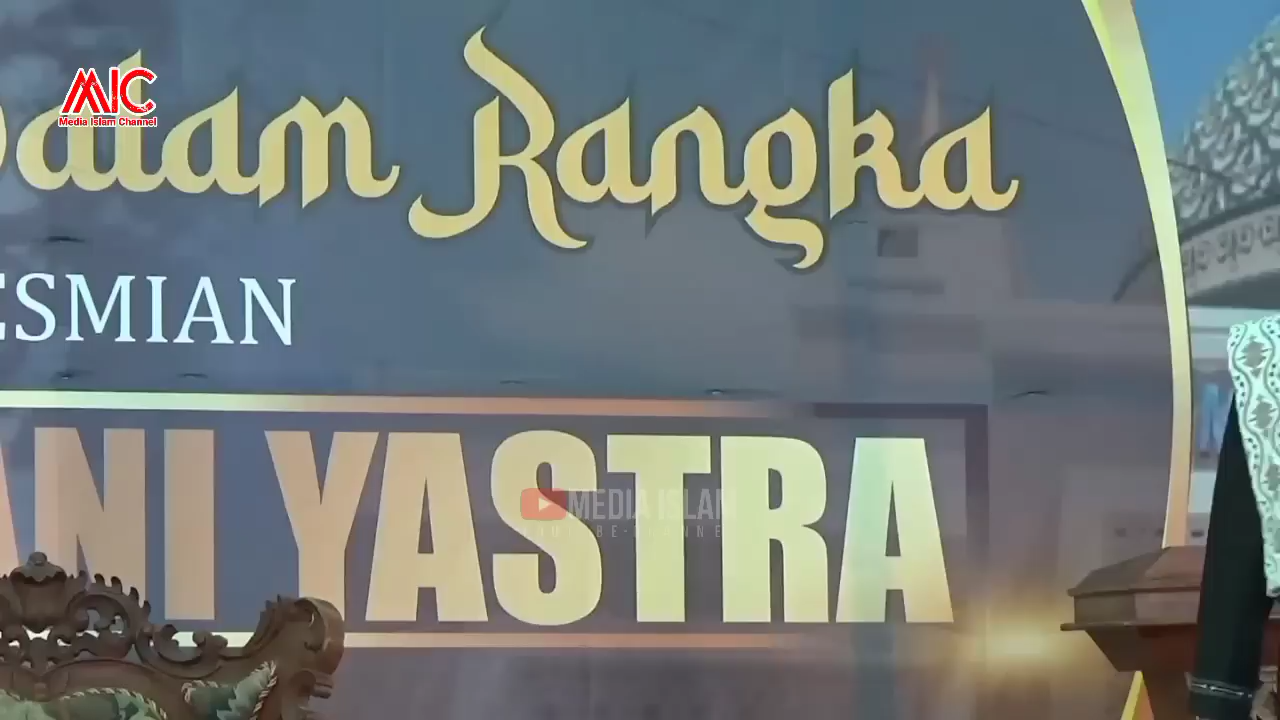 MIC
Media Islam Channel
Dalam Rangka
ESMIAN
ANI YASTRA
MEDIA ISLAM